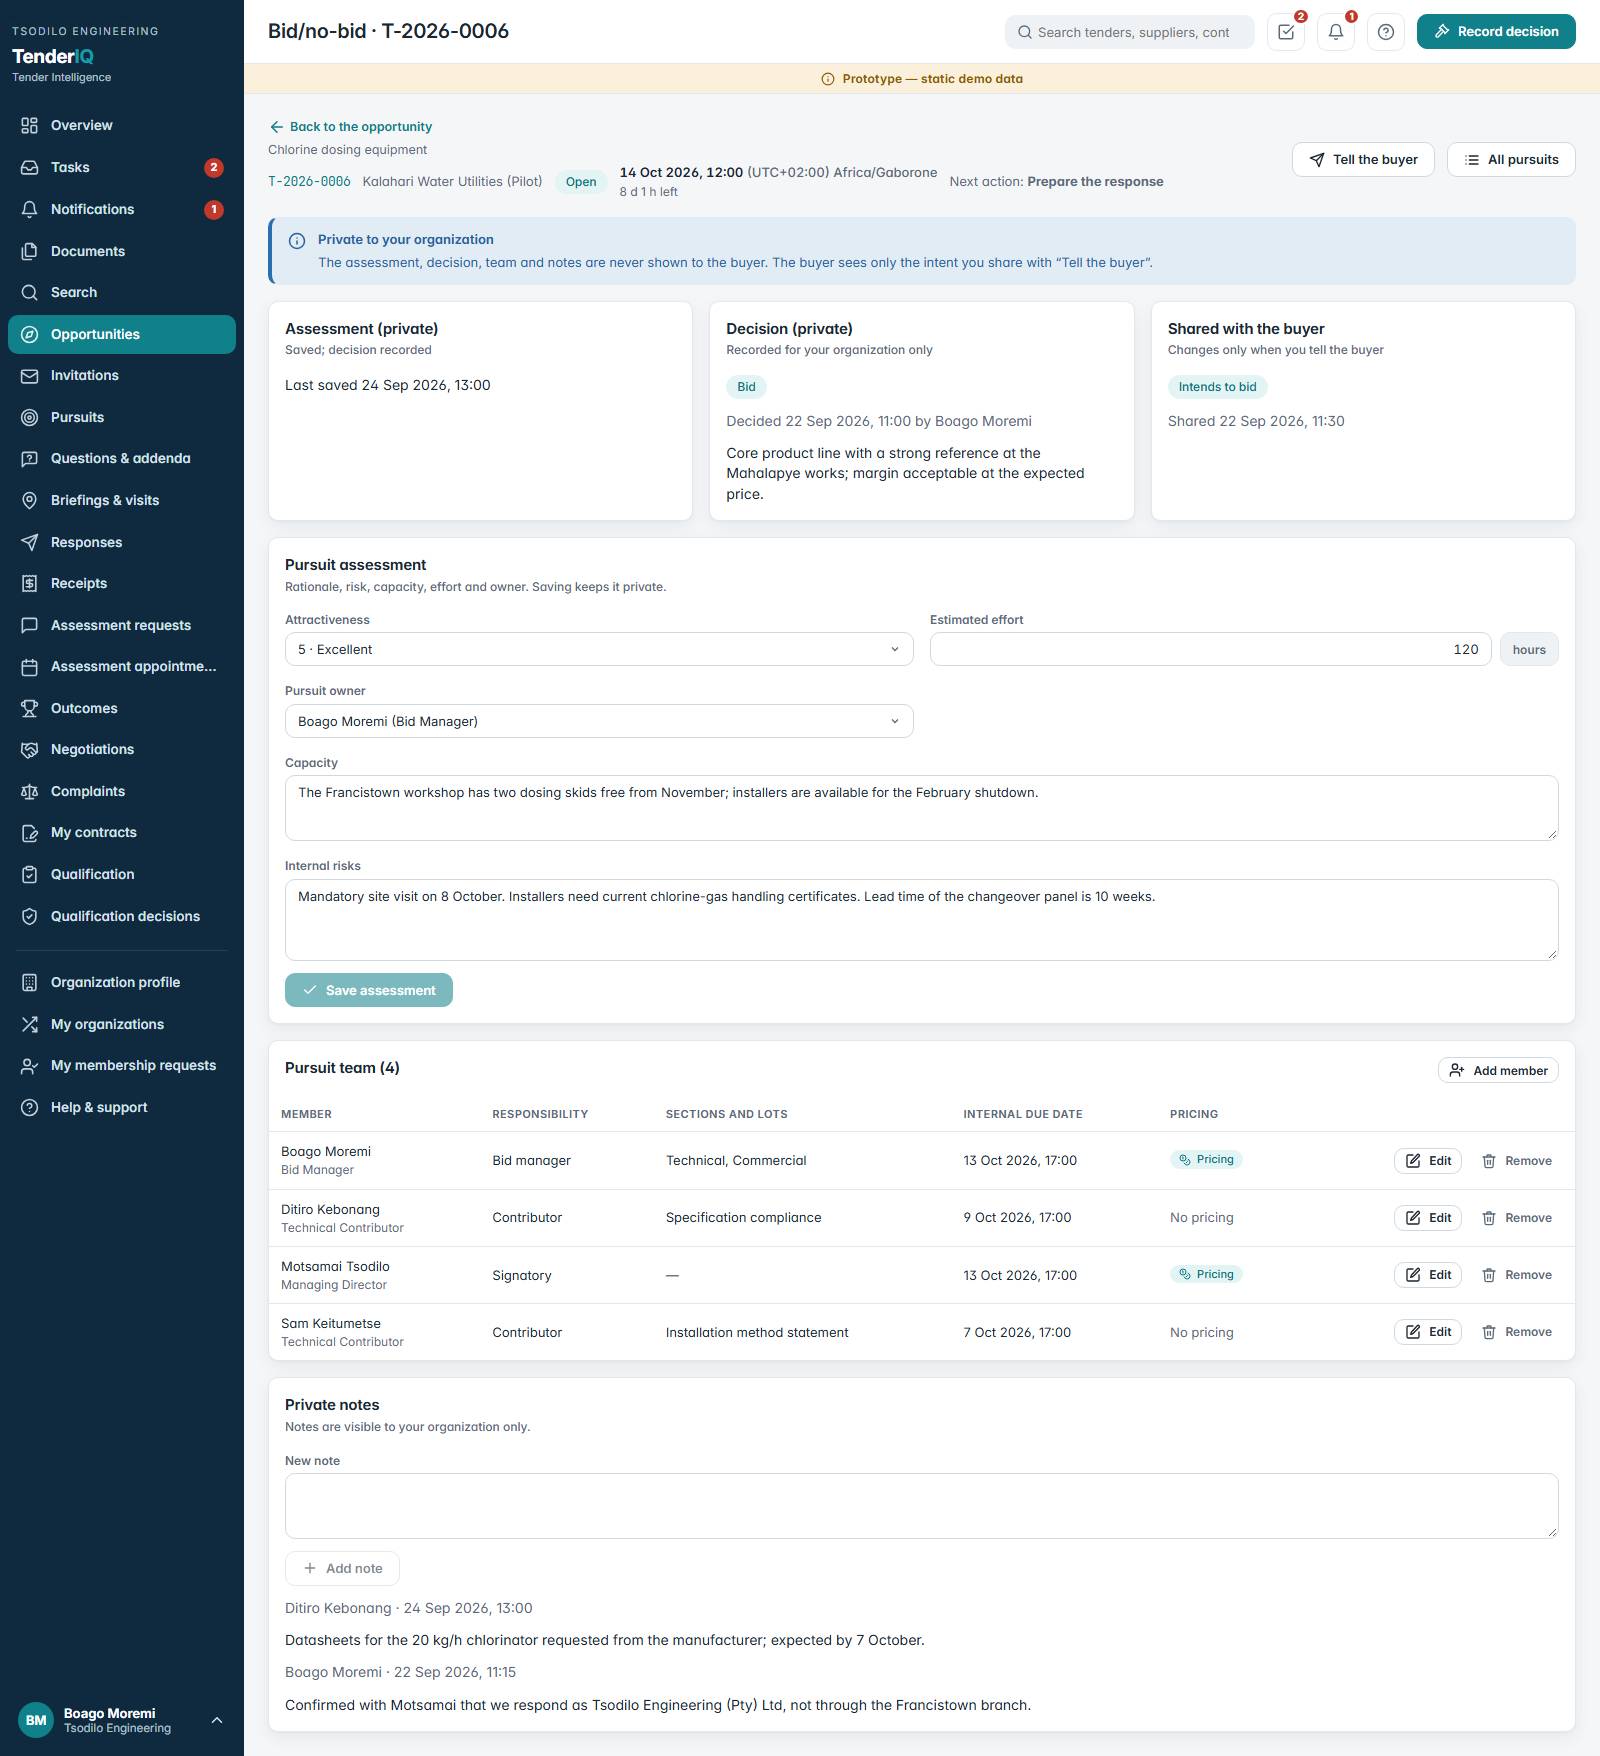 TSODILO ENGINEERING
TenderIQ
Tender Intelligence
Overview
Tasks 2
Notifications 1
Documents
Search
Opportunities
Invitations
Pursuits
Questions & addenda
Briefings & visits
Responses
Receipts
Assessment requests
Assessment appointme...
Outcomes
Negotiations
Complaints
My contracts
Qualification
Qualification decisions
Organization profile
My organizations
My membership requests
Help & support
BM
Boago Moremi
Tsodilo Engineering
Bid/no-bid · T-2026-0006
Search tenders, suppliers, cont
2
1
Record decision
Prototype — static demo data
Back to the opportunity
Chlorine dosing equipment
T-2026-0006 Kalahari Water Utilities (Pilot) Open 14 Oct 2026, 12:00 (UTC+02:00) Africa/Gaborone Next action: Prepare the response
8 d 1 h left
Tell the buyer
All pursuits
Private to your organization
The assessment, decision, team and notes are never shown to the buyer. The buyer sees only the intent you share with “Tell the buyer”.
Assessment (private)
Saved; decision recorded
Last saved 24 Sep 2026, 13:00
Decision (private)
Recorded for your organization only
Bid
Decided 22 Sep 2026, 11:00 by Boago Moremi
Core product line with a strong reference at the
Mahalapye works; margin acceptable at the expected
price.
Shared with the buyer
Changes only when you tell the buyer
Intends to bid
Shared 22 Sep 2026, 11:30
Pursuit assessment
Rationale, risk, capacity, effort and owner. Saving keeps it private.
Attractiveness
5 · Excellent
Estimated effort
120 hours
Pursuit owner
Boago Moremi (Bid Manager)
Capacity
The Francistown workshop has two dosing skids free from November; installers are available for the February shutdown.
Internal risks
Mandatory site visit on 8 October. Installers need current chlorine-gas handling certificates. Lead time of the changeover panel is 10 weeks.
Save assessment
Pursuit team (4)
Add member
MEMBER RESPONSIBILITY SECTIONS AND LOTS INTERNAL DUE DATE PRICING
Boago Moremi
Bid Manager
Bid manager Technical, Commercial 13 Oct 2026, 17:00 Pricing Edit Remove
Ditiro Kebonang
Technical Contributor
Contributor Specification compliance 9 Oct 2026, 17:00 No pricing Edit Remove
Motsamai Tsodilo
Managing Director
Signatory — 13 Oct 2026, 17:00 Pricing Edit Remove
Sam Keitumetse
Technical Contributor
Contributor Installation method statement 7 Oct 2026, 17:00 No pricing Edit Remove
Private notes
Notes are visible to your organization only.
New note
Add note
Ditiro Kebonang · 24 Sep 2026, 13:00
Datasheets for the 20 kg/h chlorinator requested from the manufacturer; expected by 7 October.
Boago Moremi · 22 Sep 2026, 11:15
Confirmed with Motsamai that we respond as Tsodilo Engineering (Pty) Ltd, not through the Francistown branch.